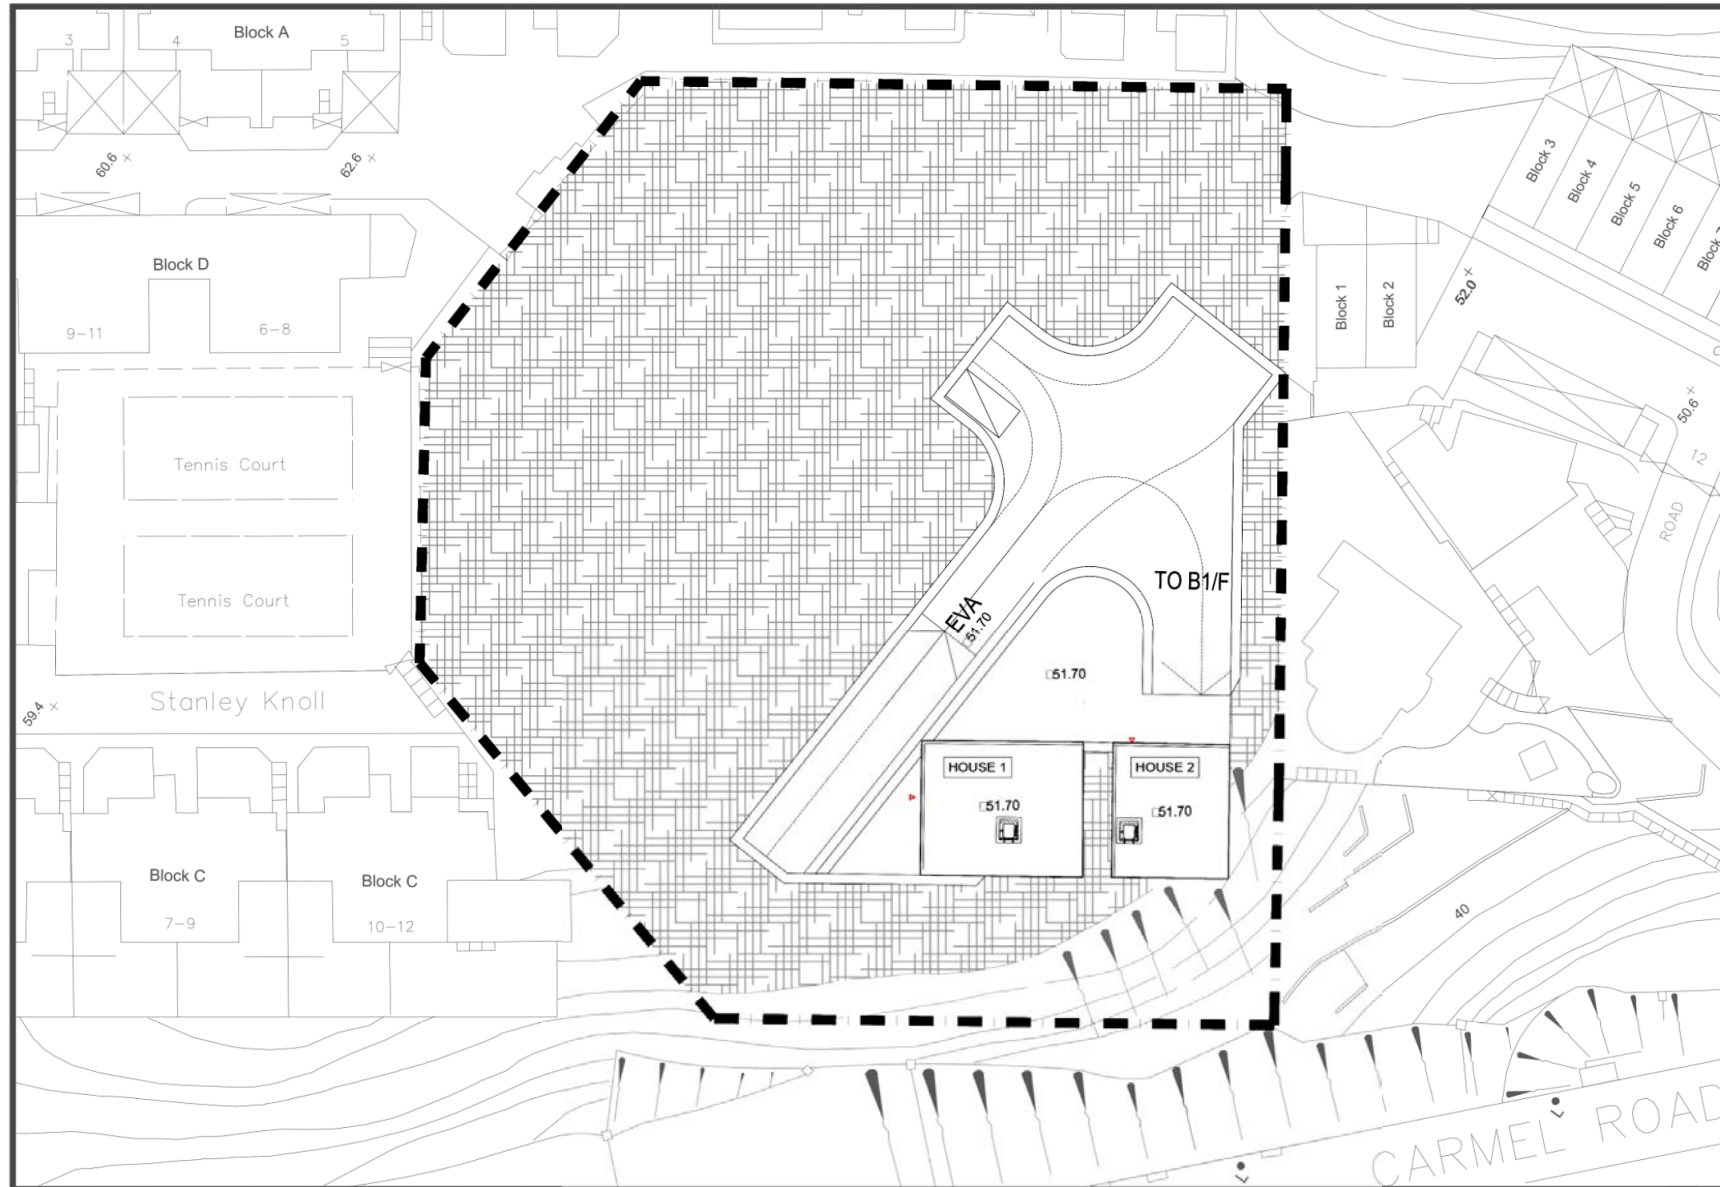 3
4
Block A
5
60.6
62.6
Block D
9-11
6-8
Tennis Court
Tennis Court
Stanley Knoll
59.4
Block C
7-9
Block C
10-12
EVA
51.70
TO B1/F
51.70
HOUSE 1
51.70
HOUSE 2
51.70
Block 1
Block 2
Block 3
Block 4
Block 5
Block 6
52.0
50.6
12
ROAD
40
CARMEL ROAD
L
L